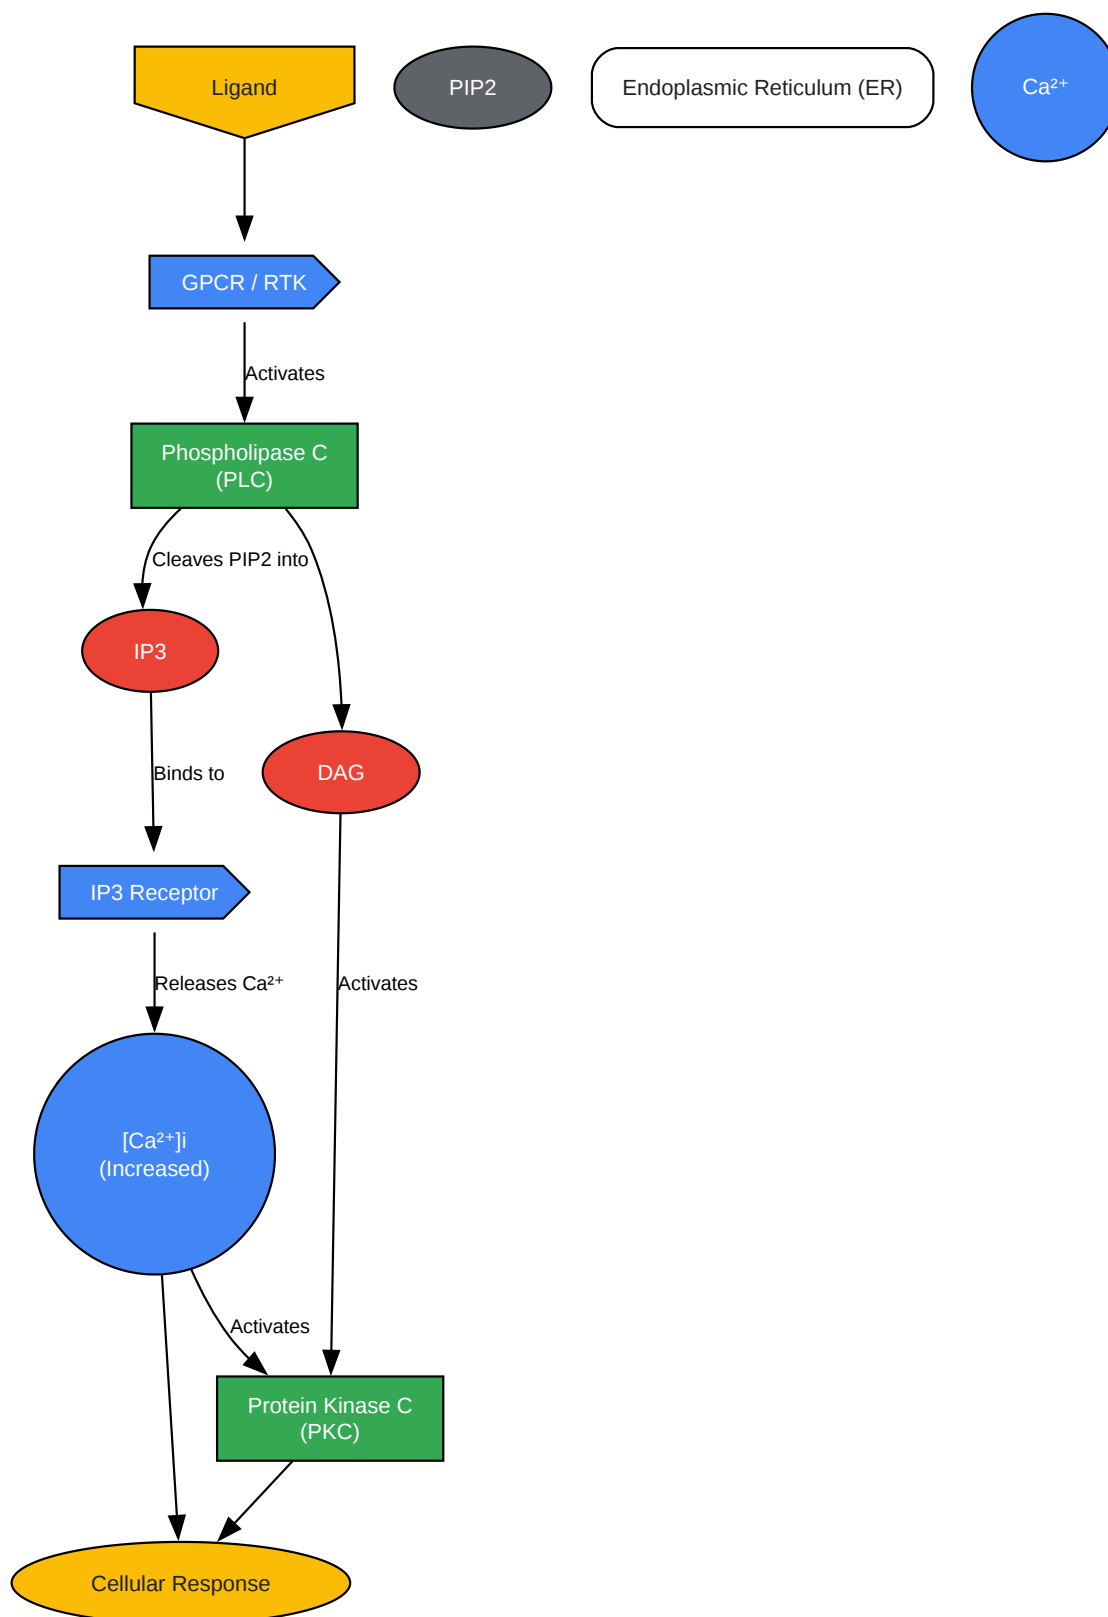 Ligand
PIP2
Endoplasmic Reticulum (ER)
Ca²⁺
GPCR / RTK
Activates
Phospholipase C
(PLC)
Cleaves PIP2 into
IP3
DAG
Binds to
IP3 Receptor
Releases Ca²⁺
Activates
[Ca²⁺]i
(Increased)
Activates
Protein Kinase C
(PKC)
Cellular Response